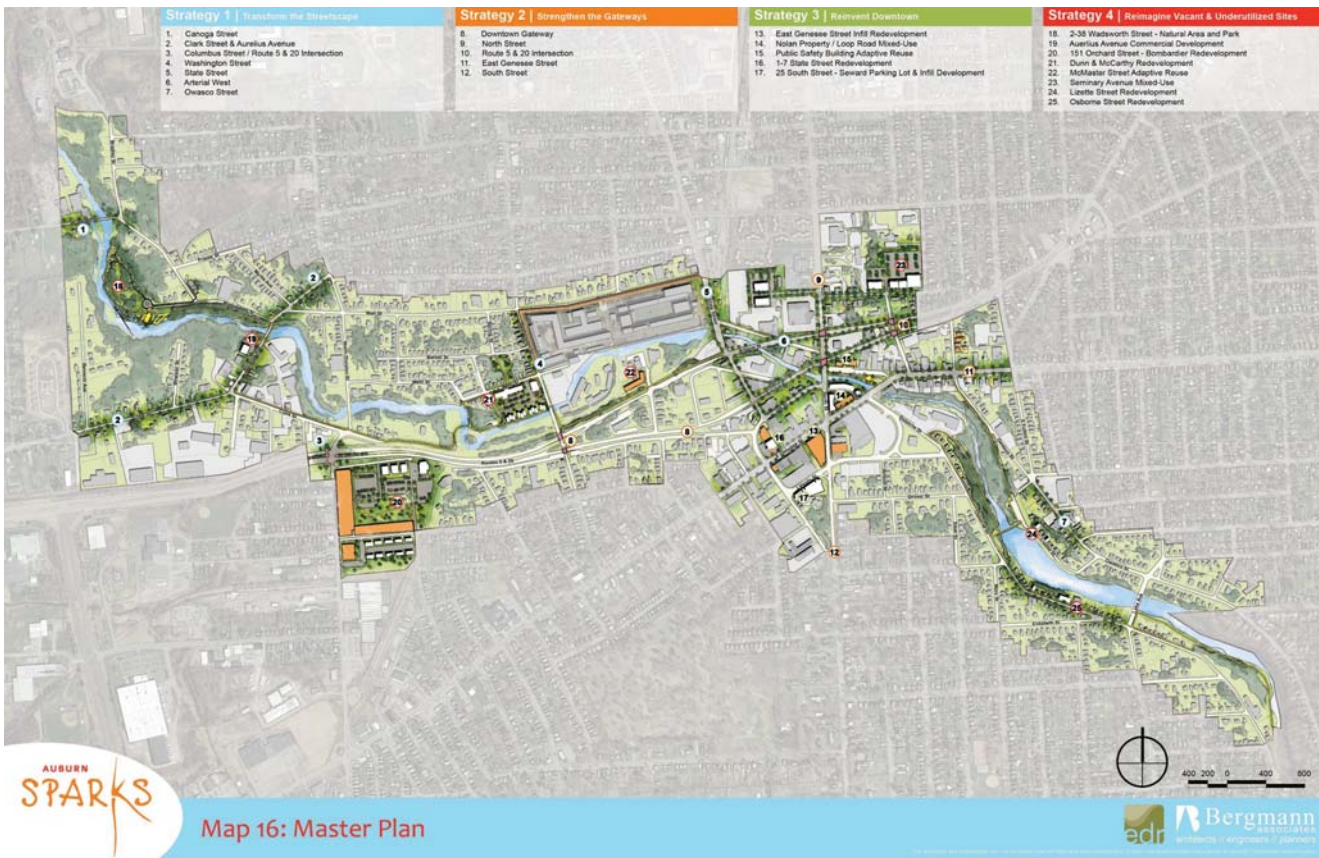 Strategy 1 | Transform the Streetscape
1. Canoga Street
2. Clark Street & Aurelius Avenue
3. Columbus Street / Route 5 & 20 Intersection
4. Washington Street
5. State Street
6. Arterial West
7. Owasco Street
Strategy 2 | Strengthen the Gateways
8. Downtown Gateway
9. North Street
10. Route 5 & 20 Intersection
11. East Genesee Street
12. South Street
Strategy 3 | Reinvent Downtown
13. East Genesee Street Infill Redevelopment
14. Nolan Property / Loop Road Mixed-Use
15. Public Safety Building Adaptive Reuse
16. 1-7 State Street Redevelopment
17. 25 South Street - Seward Parking Lot & Infill Development
Strategy 4 | Reimagine Vacant & Underutilized Sites
18. 2-38 Wadsworth Street - Natural Area and Park
19. Auerlius Avenue Commercial Development
20. 151 Orchard Street - Bombardier Redevelopment
21. Dunn & McCarthy Redevelopment
22. McMaster Street Adaptive Reuse
23. Seminary Avenue Mixed-Use
24. Lizette Street Redevelopment
25. Osborne Street Redevelopment
1
2
18
9
5
23
10
19
6
4
15
22
11
21
14
2
3
8
8
16
13
20
17
7
12
24
25
400 200 0 400 800
AUBURN
SPARKS
Map 16: Master Plan
edr
Bergmann
associates
architects // engineers // planners